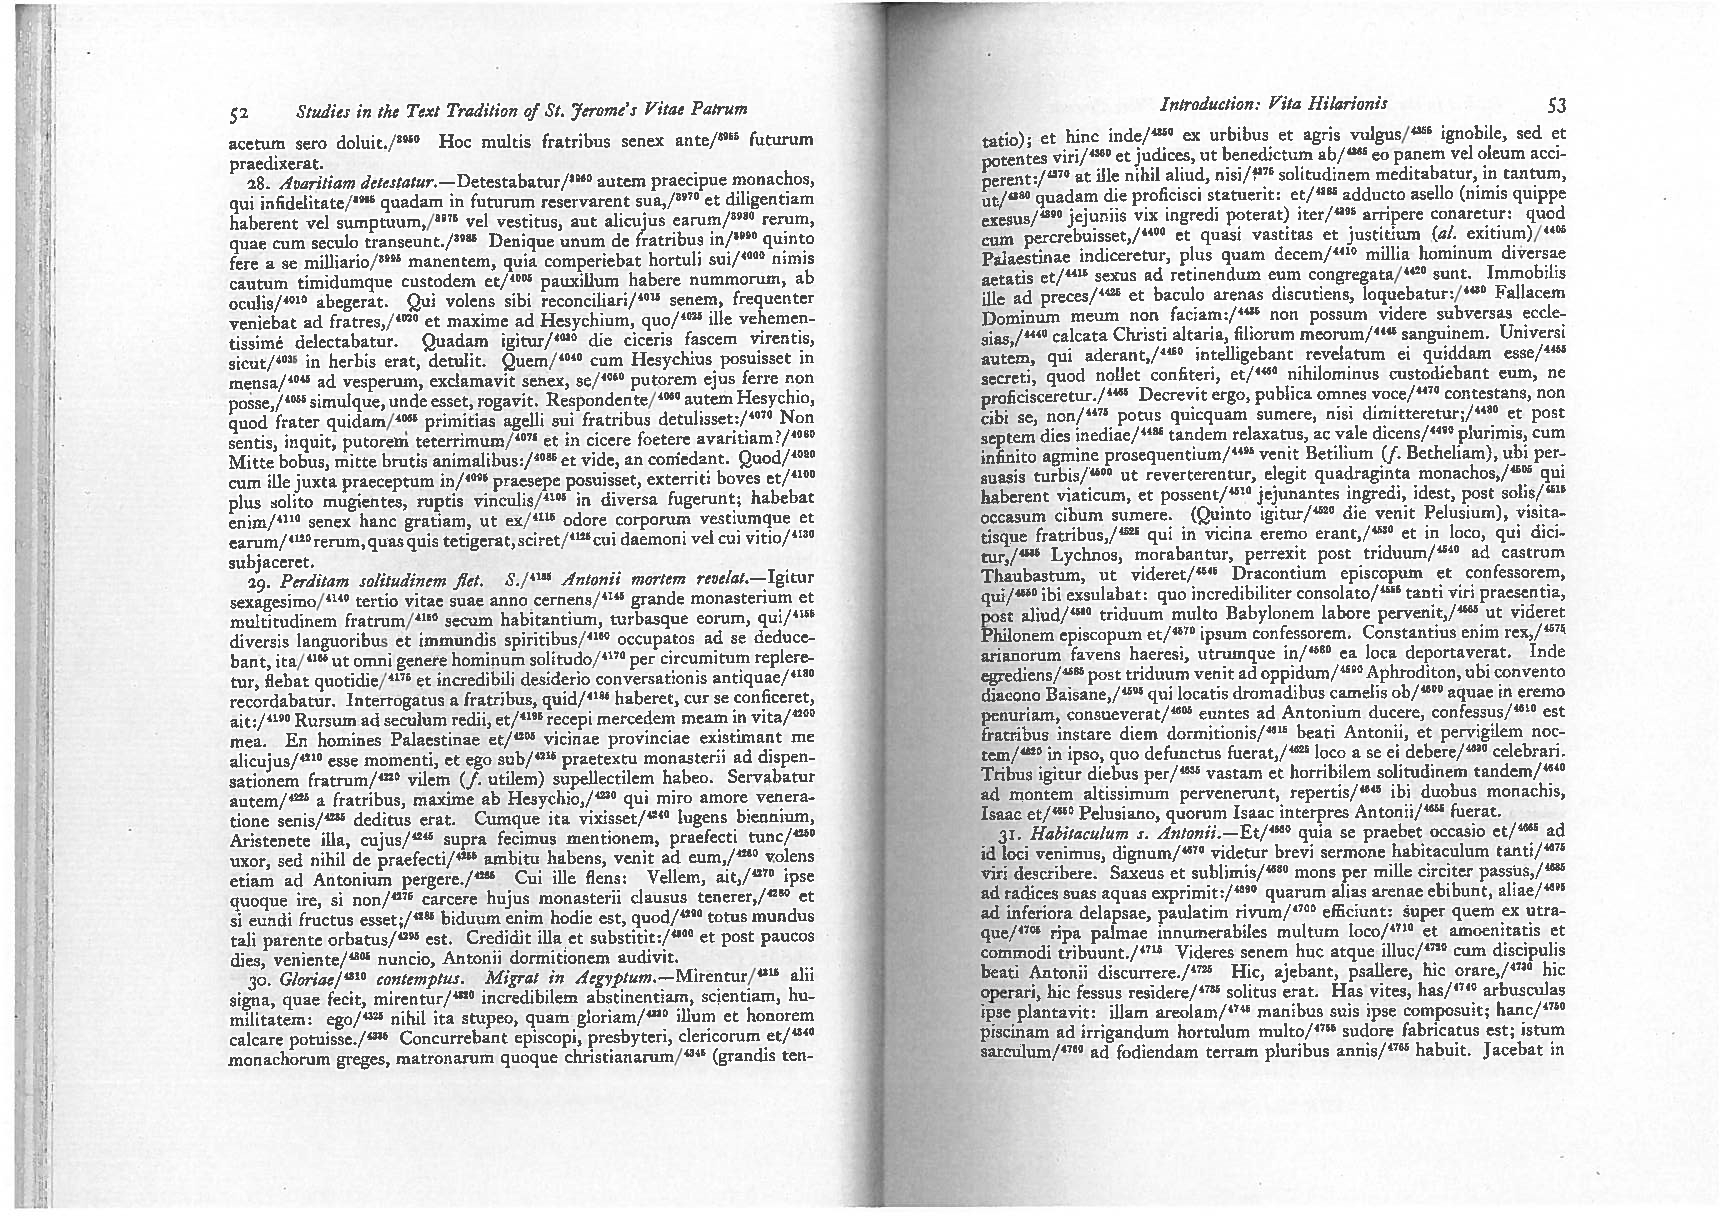 52 Studies in the Text Tradition of St. Jerome's Vitae Patrum
acetum sero doluit./3950 Hoc multis fratribus senex ante/3955 futurum
praedixerat.
28. Avaritiam detestatur.—Detestabatur/3960 autem praecipue monachos,
qui infidelitate/3965 quadam in futurum reservarent sua,/3970 et diligentiam
haberent vel sumptuum,/3975 vel vestitus, aut alicujus earum/3980 rerum,
quae cum seculo transeunt./3985 Denique unum de fratribus in/3990 quinto
fere a se milliario/3995 manentem, quia comperiebat hortuli sui/4000 nimis
cautum timidumque custodem et/4005 pauxillum habere nummorum, ab
oculis/4010 abegerat. Qui volens sibi reconciliari/4015 senem, frequenter
veniebat ad fratres,/4020 et maxime ad Hesychium, quo/4025 ille vehemen-
tissimé delectabatur. Quadam igitur/4030 die ciceris fascem virentis,
sicut/4035 in herbis erat, detulit. Quem/4040 cum Hesychius posuisset in
mensa/4045 ad vesperum, exclamavit senex, se/4050 putorem ejus ferre non
posse,/4055 simulque, unde esset, rogavit. Respondente/4060 autem Hesychio,
quod frater quidam/4065 primitias agelli sui fratribus detulisset:/4070 Non
sentis, inquit, putorem teterrimum/4075 et in cicere foetere avaritiam?/4080
Mitte bobus, mitte brutis animalibus:/4085 et vide, an comedant. Quod/4090
cum ille juxta praeceptum in/4095 praesepe posuisset, exterriti boves et/4100
plus solito mugientes, ruptis vinculis/4105 in diversa fugerunt; habebat
enim/4110 senex hanc gratiam, ut ex/4115 odore corporum vestiumque et
earum/4120 rerum, quas quis tetigerat, sciret/4125 cui daemoni vel cui vitio/4130
subjaceret.
29. Perditam solitudinem flet. S./4135 Antonii mortem revelat.—Igitur
sexagesimo/4140 tertio vitae suae anno cernens/4145 grande monasterium et
multitudinem fratrum/4150 secum habitantium, turbasque eorum, qui/4155
diversis languoribus et immundis spiritibus/4160 occupatos ad se deduce-
bant, ita/4165 ut omni genere hominum solitudo/4170 per circumitum replere-
tur, flebat quotidie/4175 et incredibili desiderio conversationis antiquae/4180
recordabatur. Interrogatus a fratribus, quid/4185 haberet, cur se conficeret,
ait:/4190 Rursum ad seculum redii, et/4195 recepi mercedem meam in vita/4200
mea. En homines Palaestinae et/4205 vicinae provinciae existimant me
alicujus/4210 esse momenti, et ego sub/4215 praetextu monasterii ad dispen-
sationem fratrum/4220 vilem (f. utilem) supellectilem habeo. Servabatur
autem/4225 a fratribus, maxime ab Hesychio,/4230 qui miro amore venera-
tione senis/4235 deditus erat. Cumque ita vixisset/4240 lugens biennium,
Aristenete illa, cujus/4245 supra fecimus mentionem, praefecti tunc/4250
uxor, sed nihil de praefecti/4255 ambitu habens, venit ad eum,/4260 volens
etiam ad Antonium pergere./4265 Cui ille flens: Vellem, ait,/4270 ipse
quoque ire, si non/4275 carcere hujus monasterii clausus tenerer,/4280 et
si eundi fructus esset;/4285 biduum enim hodie est, quod/4290 totus mundus
tali parente orbatus/4295 est. Credidit illa et substitit:/4300 et post paucos
dies, veniente/4305 nuncio, Antonii dormitionem audivit.
30. Gloriae/4310 contemptus. Migrat in Aegyptum.—Mirentur/4315 alii
signa, quae fecit, mirentur/4320 incredibilem abstinentiam, scientiam, hu-
militatem: ego/4325 nihil ita stupeo, quam gloriam/4330 illum et honorem
calcare potuisse./4335 Concurrebant episcopi, presbyteri, clericorum et/4340
monachorum greges, matronarum quoque christianarum/4345 (grandis ten-
Introduction: Vita Hilarionis 53
tatio); et hinc inde/4350 ex urbibus et agris vulgus/4355 ignobile, sed et
potentes viri/4360 et judices, ut benedictum ab/4365 eo panem vel oleum acci-
perent:/4370 at ille nihil aliud, nisi/4375 solitudinem meditabatur, in tantum,
ut/4380 quadam die proficisci statuerit: et/4385 adducto asello (nimis quippe
exesus/4390 jejuniis vix ingredi poterat) iter/4395 arripere conaretur: quod
cum percrebuisset,/4400 et quasi vastitas et justitium (al. exitium)/4405
Palaestinae indiceretur, plus quam decem/4410 millia hominum diversae
aetatis et/4415 sexus ad retinendum eum congregata/4420 sunt. Immobilis
ille ad preces/4425 et baculo arenas discutiens, loquebatur:/4430 Fallacem
Dominum meum non faciam:/4435 non possum videre subversas eccle-
sias,/4440 calcata Christi altaria, filiorum meorum/4445 sanguinem. Universi
autem, qui aderant,/4450 intelligebant revelatum ei quiddam esse/4455
secreti, quod nollet confiteri, et/4460 nihilominus custodiebant eum, ne
proficisceretur./4465 Decrevit ergo, publica omnes voce/4470 contestans, non
cibi se, non/4475 potus quicquam sumere, nisi dimitteretur;/4480 et post
septem dies inediae/4485 tandem relaxatus, ac vale dicens/4490 plurimis, cum
infinito agmine prosequentium/4495 venit Betilium (f. Betheliam), ubi per-
suasis turbis/4500 ut reverterentur, elegit quadraginta monachos,/4505 qui
haberent viaticum, et possent/4510 jejunantes ingredi, idest, post solis/4515
occasum cibum sumere. (Quinto igitur/4520 die venit Pelusium), visita-
tisque fratribus,/4525 qui in vicina eremo erant,/4530 et in loco, qui dici-
tur,/4535 Lychnos, morabantur, perrexit post triduum/4540 ad castrum
Thaubastum, ut videret/4545 Dracontium episcopum et confessorem,
qui/4550 ibi exsulabat: quo incredibiliter consolato/4555 tanti viri praesentia,
post aliud/4560 triduum multo Babylonem labore pervenit,/4565 ut videret
Philonem episcopum et/4570 ipsum confessorem. Constantius enim rex,/4575
arianorum favens haeresi, utrumque in/4580 ea loca deportaverat. Inde
egrediens/4585 post triduum venit ad oppidum/4590 Aphroditon, ubi convento
diacono Baisane,/4595 qui locatis dromadibus camelis ob/4600 aquae in eremo
penuriam, consueverat/4605 euntes ad Antonium ducere, confessus/4610 est
fratribus instare diem dormitionis/4615 beati Antonii, et pervigilem noc-
tem/4620 in ipso, quo defunctus fuerat,/4625 loco a se ei debere/4630 celebrari.
Tribus igitur diebus per/4635 vastam et horribilem solitudinem tandem/4640
ad montem altissimum pervenerunt, repertis/4645 ibi duobus monachis,
Isaac et/4650 Pelusiano, quorum Isaac interpres Antonii/4655 fuerat.
31. Habitaculum s. Antonii.—Et/4660 quia se praebet occasio et/4665 ad
id loci venimus, dignum/4670 videtur brevi sermone habitaculum tanti/4675
viri describere. Saxeus et sublimis/4680 mons per mille circiter passus,/4685
ad radices suas aquas exprimit:/4690 quarum alias arenae ebibunt, aliae/4695
ad inferiora delapsae, paulatim rivum/4700 efficiunt: super quem ex utra-
que/4705 ripa palmae innumerabiles multum loco/4710 et amoenitatis et
commodi tribuunt./4715 Videres senem huc atque illuc/4720 cum discipulis
beati Antonii discurrere./4725 Hic, ajebant, psallere, hic orare,/4730 hic
operari, hic fessus residere/4735 solitus erat. Has vites, has/4740 arbusculas
ipse plantavit: illam areolam/4745 manibus suis ipse composuit; hanc/4750
piscinam ad irrigandum hortulum multo/4755 sudore fabricatus est; istum
sarculum/4760 ad fodiendam terram pluribus annis/4765 habuit. Jacebat in